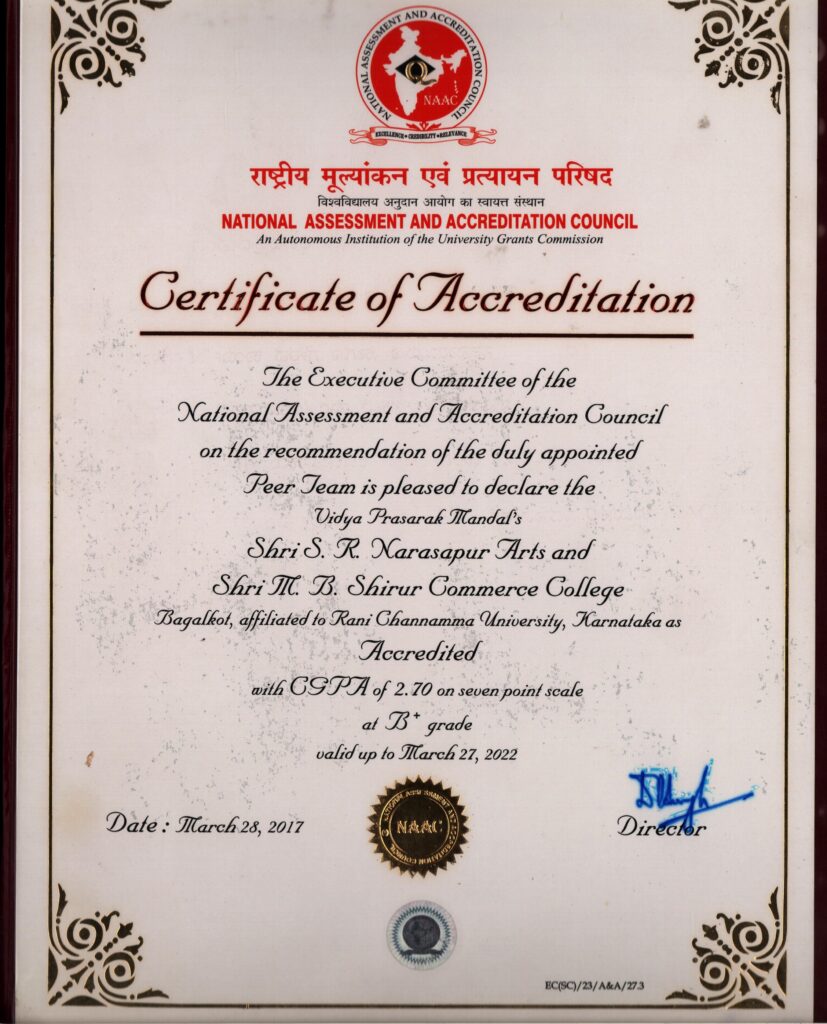 NATIONAL ASSESSMENT AND ACCREDITATION COUNCIL
NAAC
EXCELLENCE • CREDIBILITY • RELEVANCE
राष्ट्रीय मूल्यांकन एवं प्रत्यायन परिषद
विश्वविद्यालय अनुदान आयोग का स्वायत्त संस्थान
NATIONAL ASSESSMENT AND ACCREDITATION COUNCIL
An Autonomous Institution of the University Grants Commission
Certificate of Accreditation
The Executive Committee of the
National Assessment and Accreditation Council
on the recommendation of the duly appointed
Peer Team is pleased to declare the
Vidya Prasarak Mandal's
Shri S. R. Narasapur Arts and
Shri M. B. Shirur Commerce College
Bagalkot, affiliated to Rani Channamma University, Karnataka as
Accredited
with CGPA of 2.70 on seven point scale
at B+ grade
valid up to March 27, 2022
Date : March 28, 2017
NATIONAL ASSESSMENT AND ACCREDITATION COUNCIL
NAAC
Director
EC(SC)/23/A&A/27.3